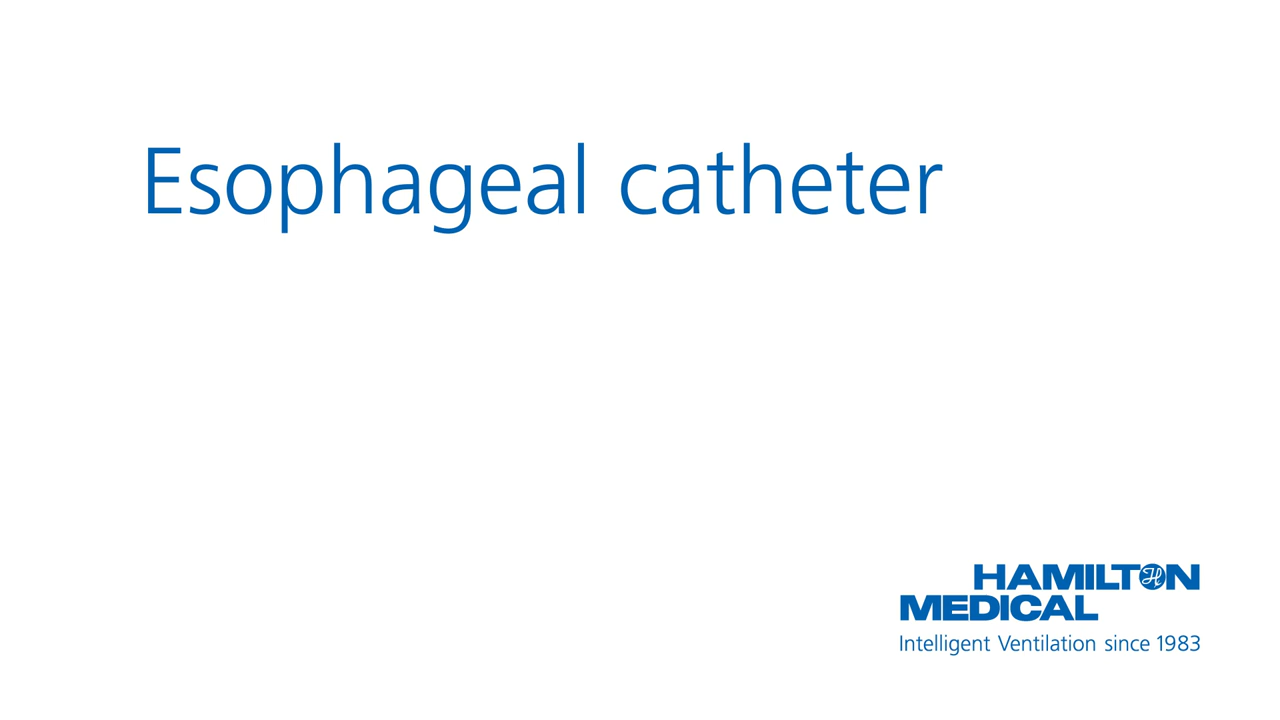 Esophageal catheter
HAMILTON
MEDICAL
Intelligent Ventilation since 1983